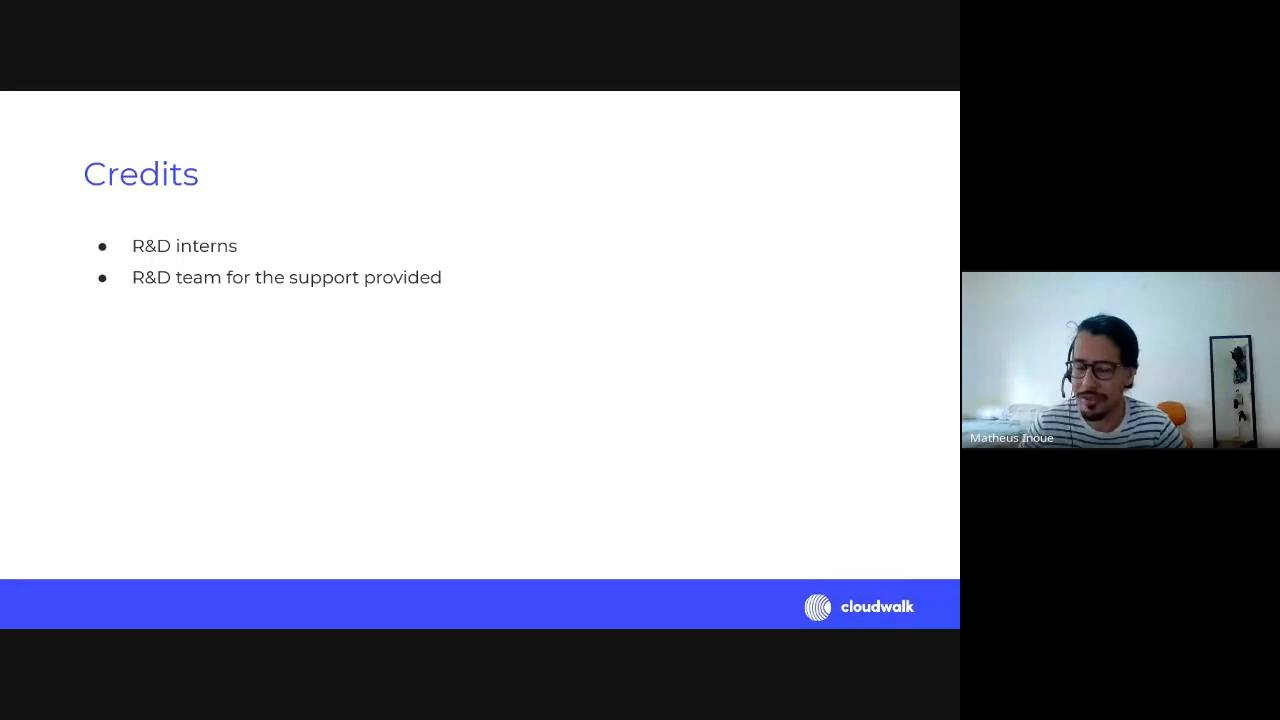 Credits
● R&D interns
● R&D team for the support provided
Matheus Inoue
cloudwalk